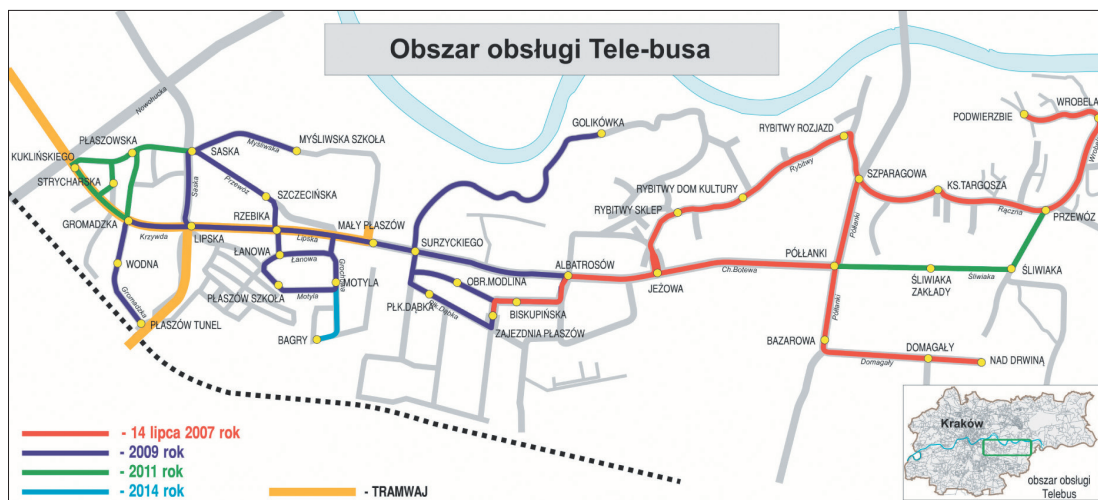 Obszar obsługi Tele-busa
Nowohucka
PŁASZOWSKA
KUKLIŃSKIEGO
STRYCHARSKA
SASKA
Myśliwska
MYŚLIWSKA SZKOŁA
Saska
Przewóz
SZCZECIŃSKA
GROMADZKA
Krzywda
LIPSKA
RZEBIKA
Lipska
MAŁY PŁASZÓW
WODNA
Gromadzka
PŁASZÓW TUNEL
ŁANOWA
Łanowa
Grochowa
MOTYLA
PŁASZÓW SZKOŁA
Motyla
BAGRY
GOLIKÓWKA
SURZYCKIEGO
OBR.MODLINA
PŁK.DĄBKA
Płk.Dąbka
BISKUPIŃSKA
ZAJEZDNIA PŁASZÓW
ALBATROSÓW
JEŻOWA
Ch.Botewa
RYBITWY SKLEP
RYBITWY DOM KULTURY
Rybitwy
RYBITWY ROZJAZD
SZPARAGOWA
Półłanki
PÓŁŁANKI
Półłanki
BAZAROWA
Domagały
DOMAGAŁY
NAD DRWINĄ
KS.TARGOSZA
Rączna
PRZEWÓZ
PODWIERZBIE
WROBELA
Wrobela
ŚLIWIAKA
ZAKŁADY
Śliwiaka
ŚLIWIAKA
- 14 lipca 2007 rok
- 2009 rok
- 2011 rok
- 2014 rok
- TRAMWAJ
Kraków
obszar obsługi
Telebus